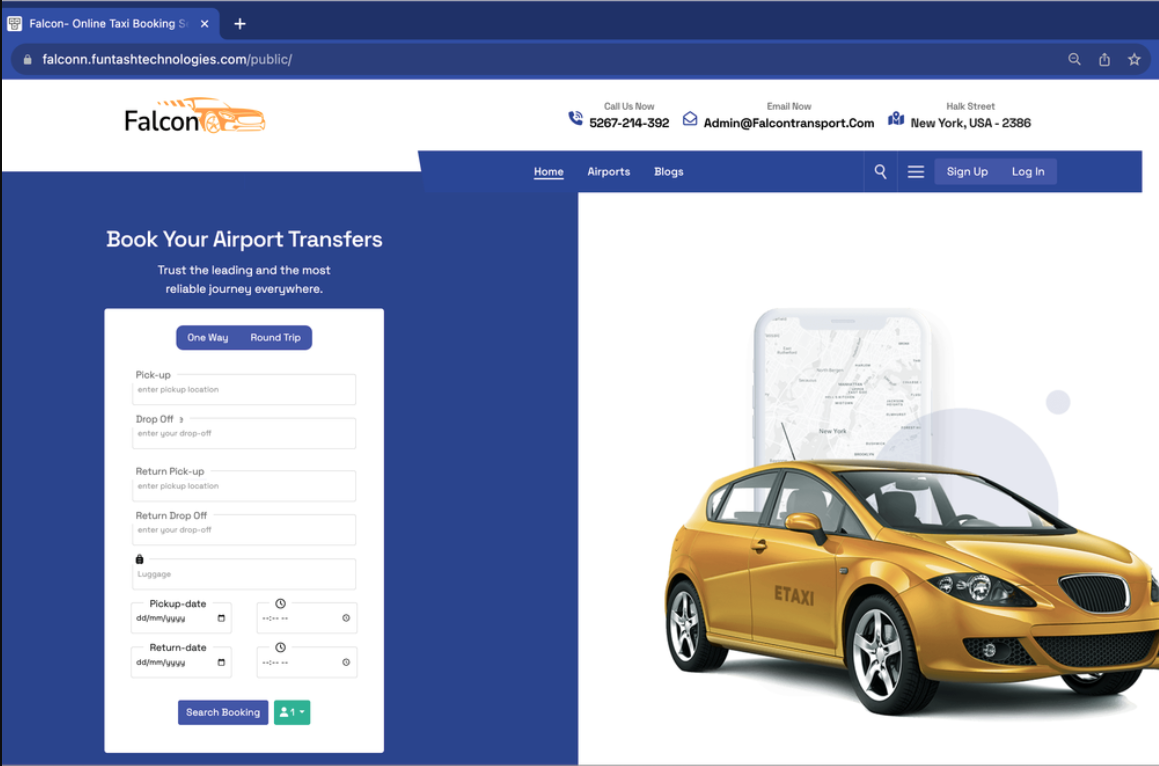 Falcon- Online Taxi Booking S
falconn.funtashtechnologies.com/public/
Falcon
Call Us Now
5267-214-392
Email Now
Admin@Falcontransport.Com
Halk Street
New York, USA - 2386
Home Airports Blogs
Sign Up Log In
Book Your Airport Transfers
Trust the leading and the most
reliable journey everywhere.
One Way Round Trip
Pick-up
enter pickup location
Drop Off
enter your drop-off
Return Pick-up
enter pickup location
Return Drop Off
enter your drop-off
Luggage
Pickup-date
dd/mm/yyyy --:-- --
Return-date
dd/mm/yyyy --:-- --
Search Booking 1
New York
ETAXI